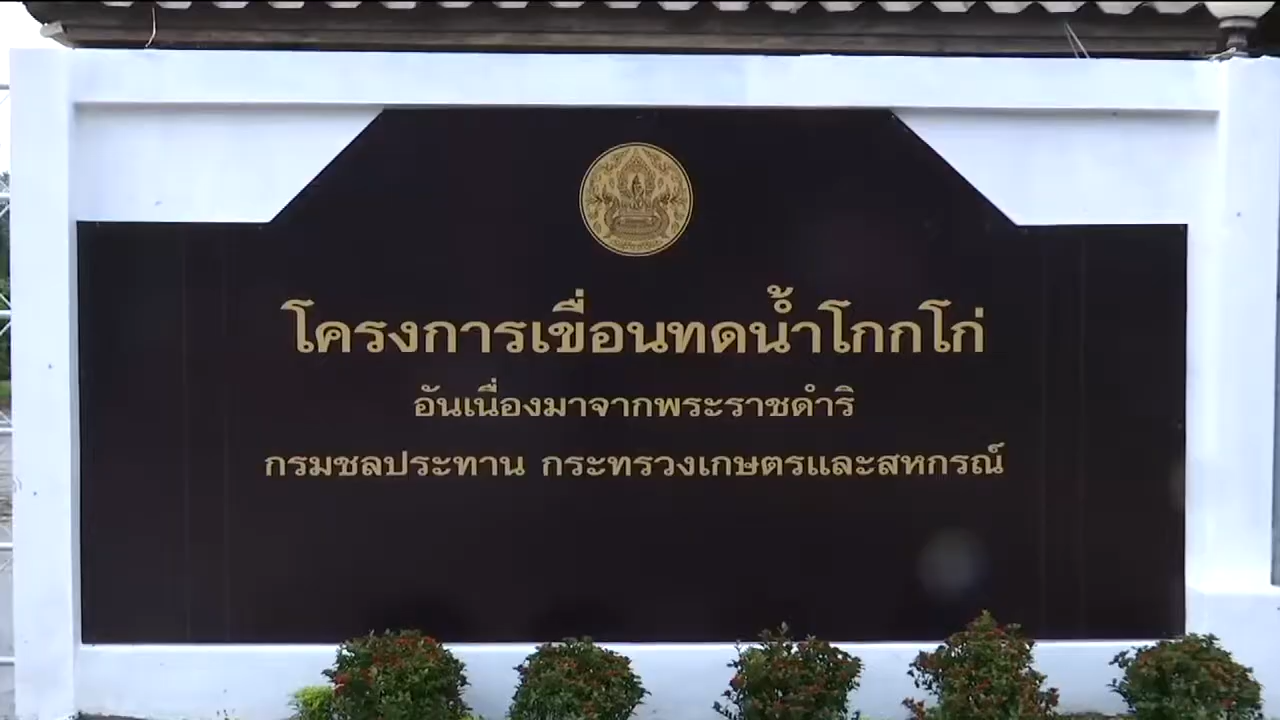 โครงการเขื่อนทดน้ำโกกโก่
อันเนื่องมาจากพระราชดำริ
กรมชลประทาน กระทรวงเกษตรและสหกรณ์